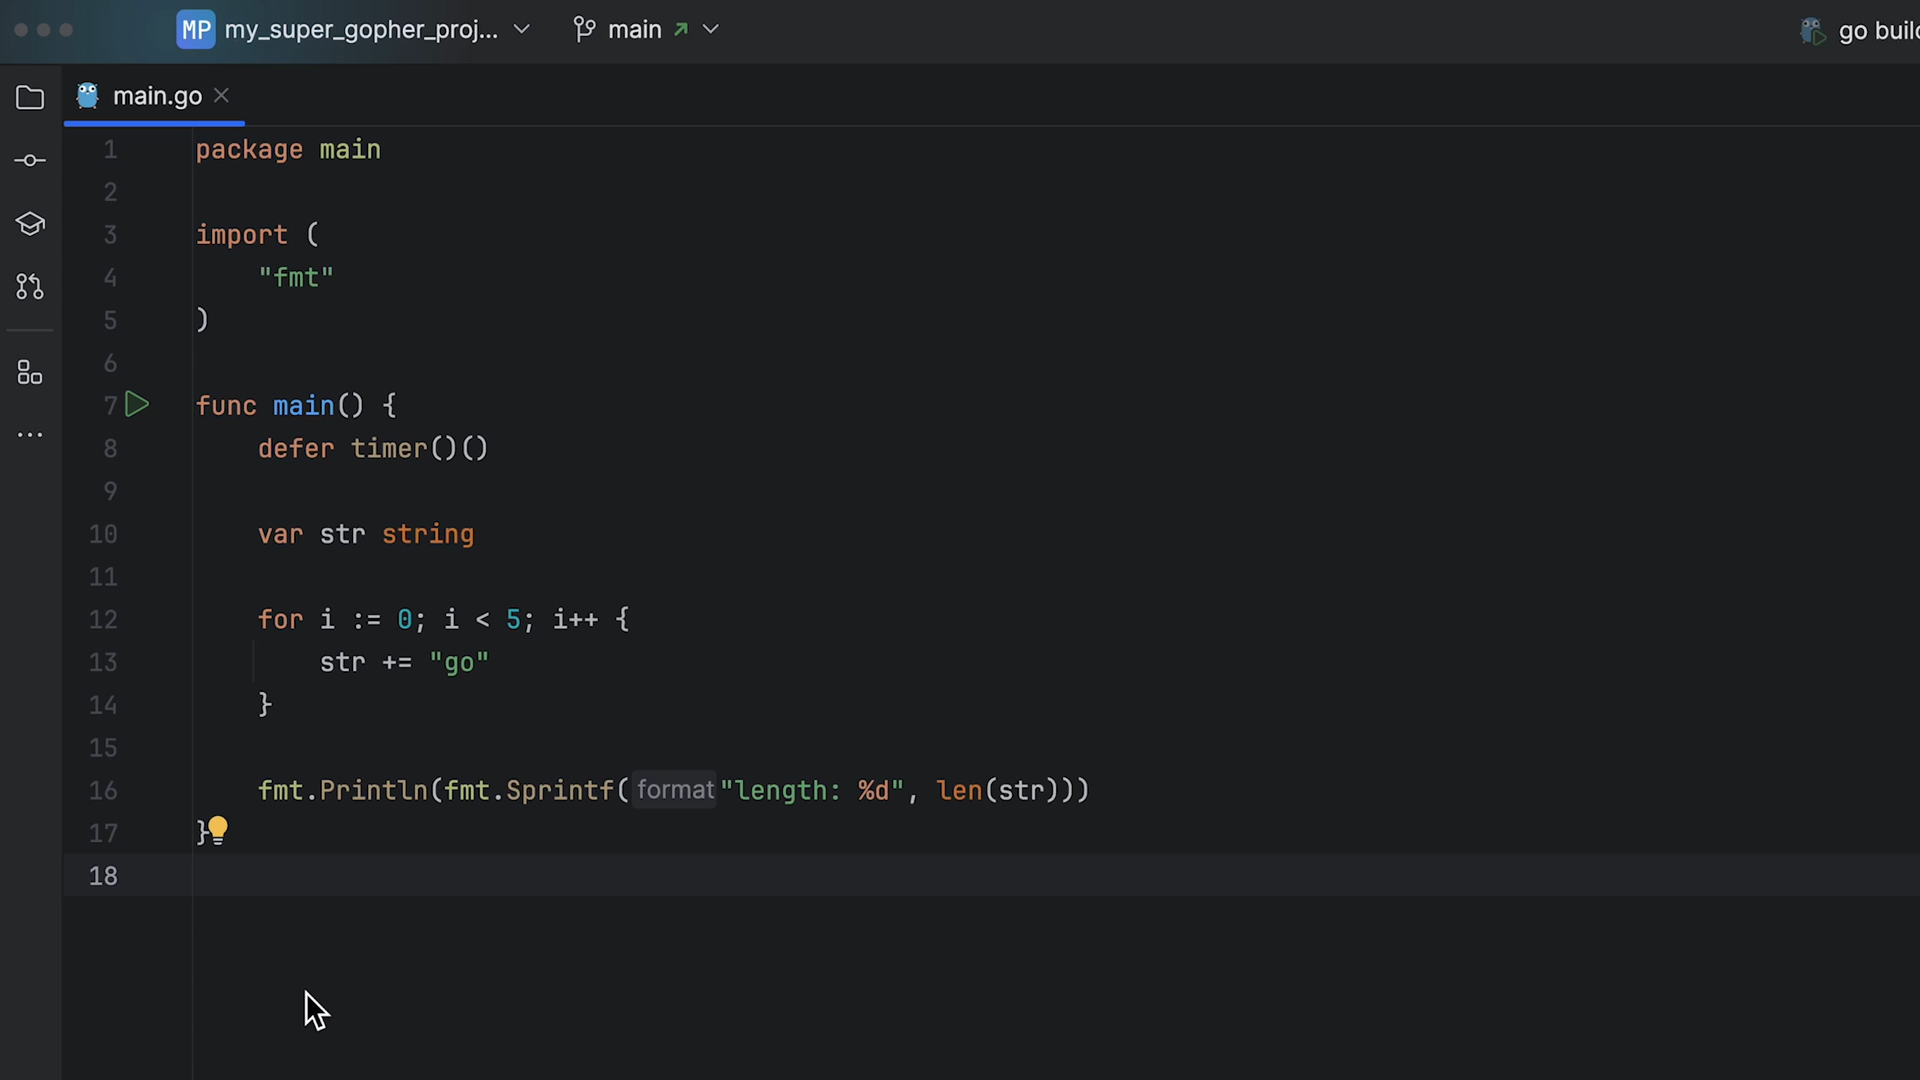 MP my_super_gopher_proj... main go build
main.go
1 package main
2
3 import (
4 "fmt"
5 )
6
7 func main() {
8 defer timer()()
9
10 var str string
11
12 for i := 0; i < 5; i++ {
13 str += "go"
14 }
15
16 fmt.Println(fmt.Sprintf( format "length: %d", len(str)))
17 }
18